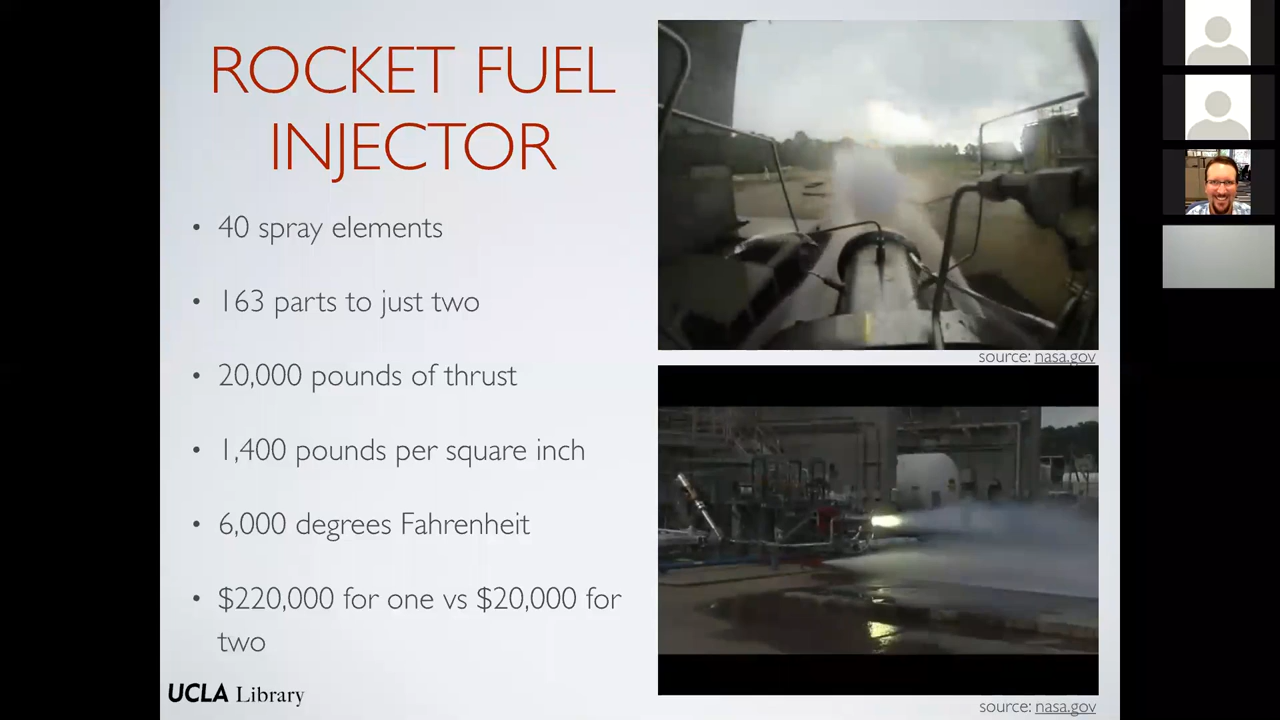 ROCKET FUEL
INJECTOR
• 40 spray elements
• 163 parts to just two
• 20,000 pounds of thrust
• 1,400 pounds per square inch
• 6,000 degrees Fahrenheit
• $220,000 for one vs $20,000 for
two
UCLA Library
source: nasa.gov
source: nasa.gov